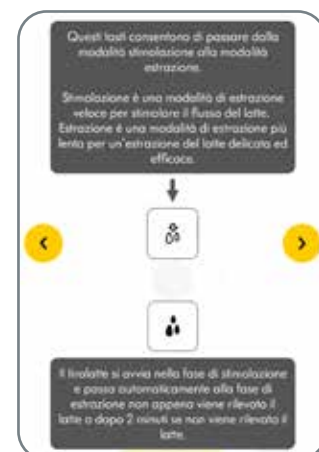 Questi tasti consentono di passare dalla
modalità stimolazione alla modalità
estrazione.
Stimolazione è una modalità di estrazione
veloce per stimolare il flusso del latte.
Estrazione è una modalità di estrazione più
lenta per un'estrazione del latte delicata ed
efficace.
Il tiralatte si avvia nella fase di stimolazione
e passa automaticamente alla fase di
estrazione non appena viene rilevato il
latte o dopo 2 minuti se non viene rilevato il
latte.